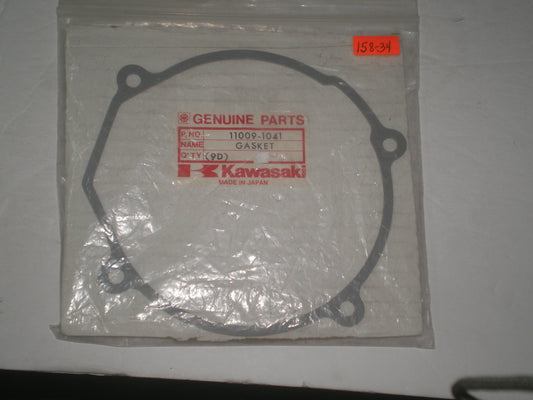 158-34
GENUINE PARTS
P.NO. 11009-1041
NAME GASKET
Q'TY (9D)
Kawasaki
MADE IN JAPAN